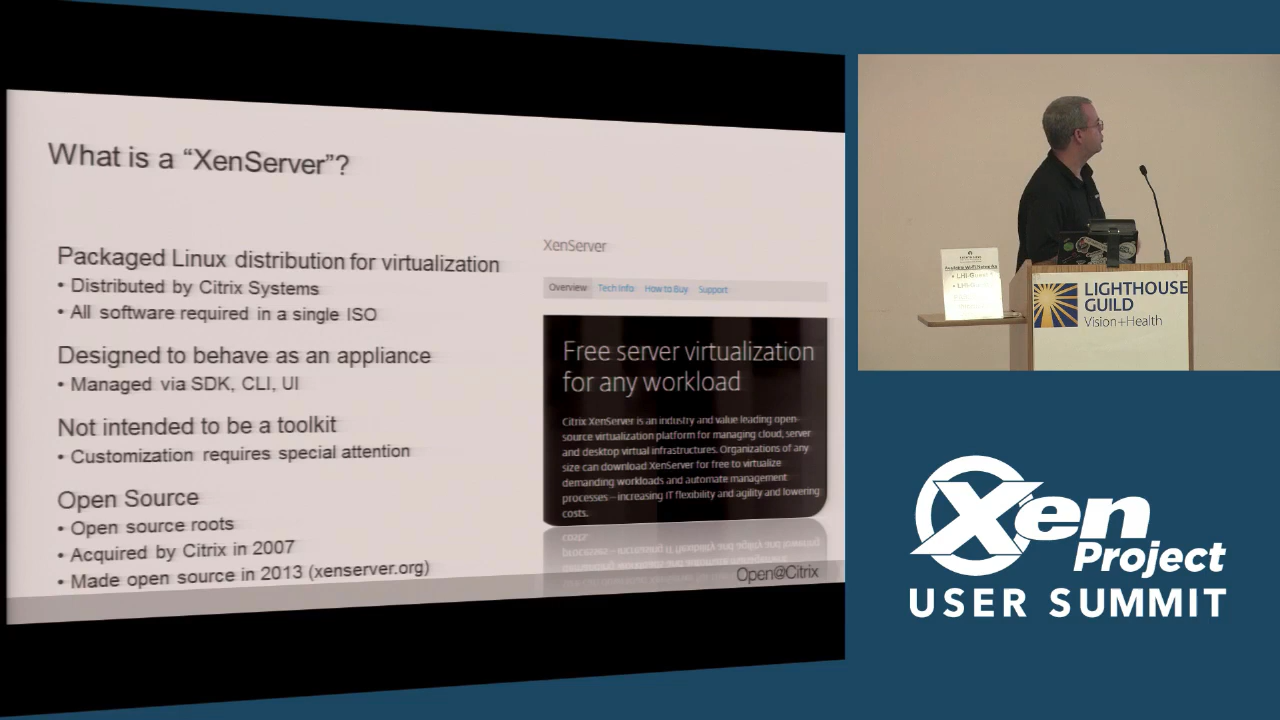 What is a “XenServer”?
Packaged Linux distribution for virtualization
• Distributed by Citrix Systems
• All software required in a single ISO
Designed to behave as an appliance
• Managed via SDK, CLI, UI
Not intended to be a toolkit
• Customization requires special attention
Open Source
• Open source roots
• Acquired by Citrix in 2007
• Made open source in 2013 (xenserver.org)
XenServer
Overview Tech Info How to Buy Support
Free server virtualization
for any workload
Citrix XenServer is an industry and value leading open-
source virtualization platform for managing cloud, server
and desktop virtual infrastructures. Organizations of any
size can download XenServer for free to virtualize
demanding workloads and automate management
processes – increasing IT flexibility and agility and lowering
costs.
Open@Citrix
Available Wi-Fi Networks
LIGHTHOUSE
GUILD
Vision+Health
Xen
Project
USER SUMMIT